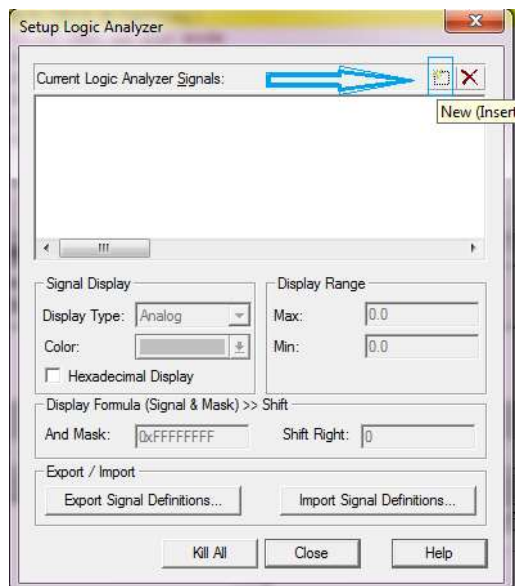 Setup Logic Analyzer
Current Logic Analyzer Signals:
New (Insert
Signal Display
Display Range
Display Type: Analog
Max: 0.0
Color:
Min: 0.0
Hexadecimal Display
Display Formula (Signal & Mask) >> Shift
And Mask: 0xFFFFFFFF
Shift Right: 0
Export / Import
Export Signal Definitions...
Import Signal Definitions...
Kill All
Close
Help